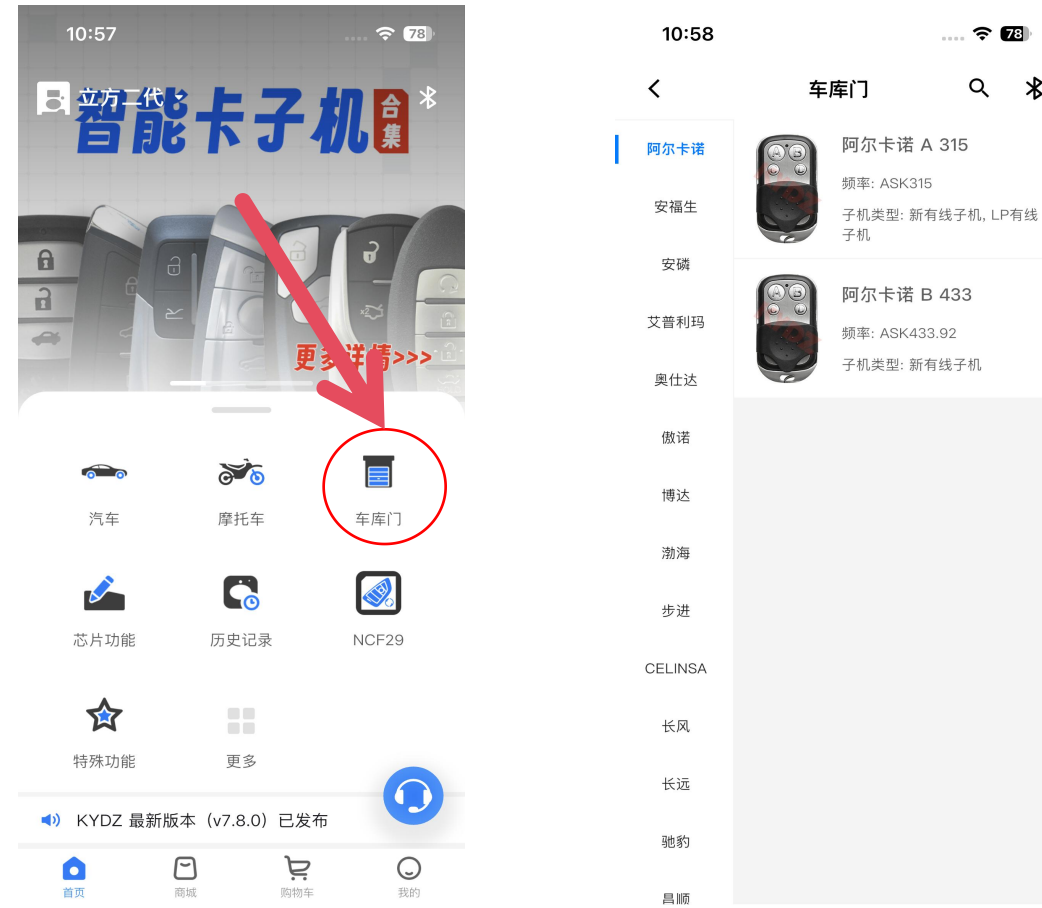 10:57
78
立方二代
智能卡子机
合集
更多详情>>>
汽车
摩托车
车库门
芯片功能
历史记录
NCF29
特殊功能
更多
KYDZ 最新版本（v7.8.0）已发布
首页
商城
购物车
我的
10:58
78
车库门
阿尔卡诺
安福生
安磷
艾普利玛
奥仕达
傲诺
博达
渤海
步进
CELINSA
长风
长远
驰豹
昌顺
阿尔卡诺 A 315
频率: ASK315
子机类型: 新有线子机, LP有线
子机
阿尔卡诺 B 433
频率: ASK433.92
子机类型: 新有线子机